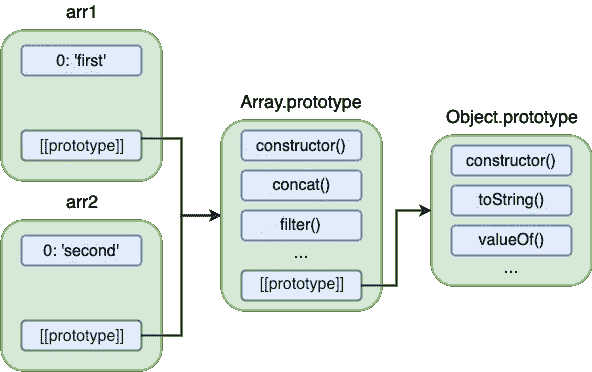 arr1
0: 'first'
[[prototype]]
arr2
0: 'second'
[[prototype]]
Array.prototype
constructor()
concat()
filter()
...
[[prototype]]
Object.prototype
constructor()
toString()
valueOf()
...